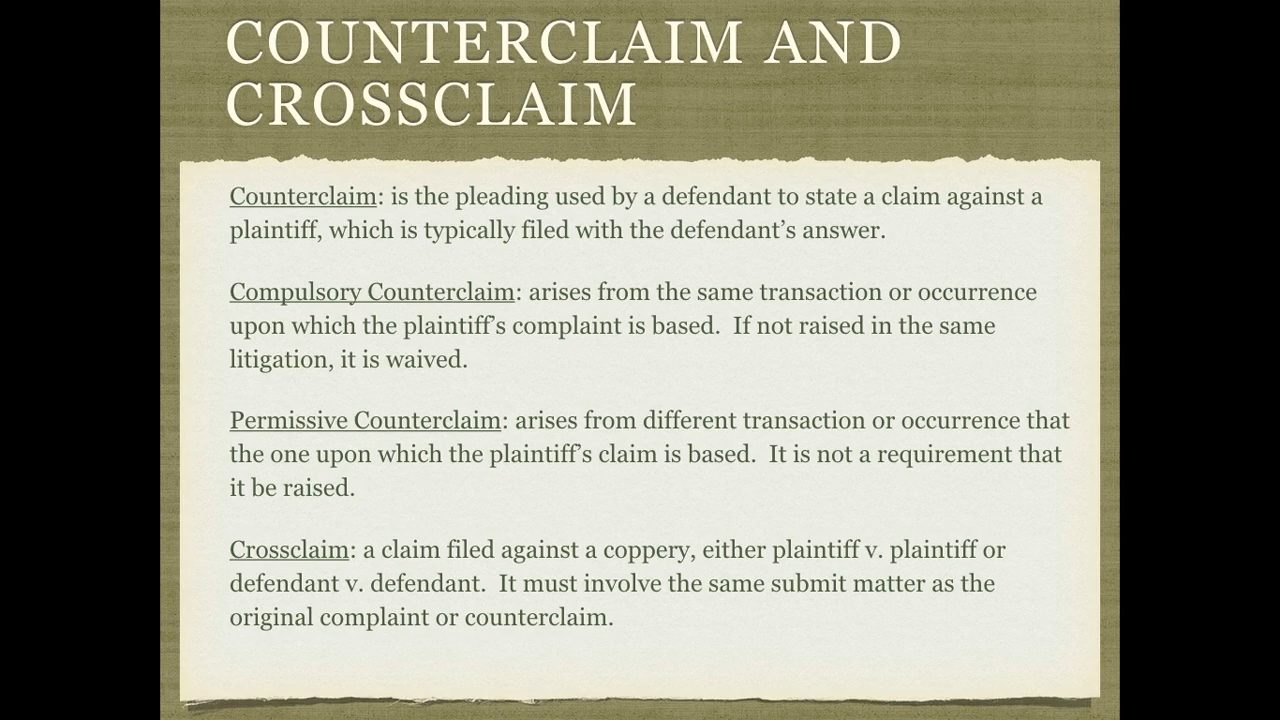 COUNTERCLAIM AND
CROSSCLAIM
Counterclaim: is the pleading used by a defendant to state a claim against a
plaintiff, which is typically filed with the defendant’s answer.
Compulsory Counterclaim: arises from the same transaction or occurrence
upon which the plaintiff’s complaint is based.  If not raised in the same
litigation, it is waived.
Permissive Counterclaim: arises from different transaction or occurrence that
the one upon which the plaintiff’s claim is based.  It is not a requirement that
it be raised.
Crossclaim: a claim filed against a coppery, either plaintiff v. plaintiff or
defendant v. defendant.  It must involve the same submit matter as the
original complaint or counterclaim.